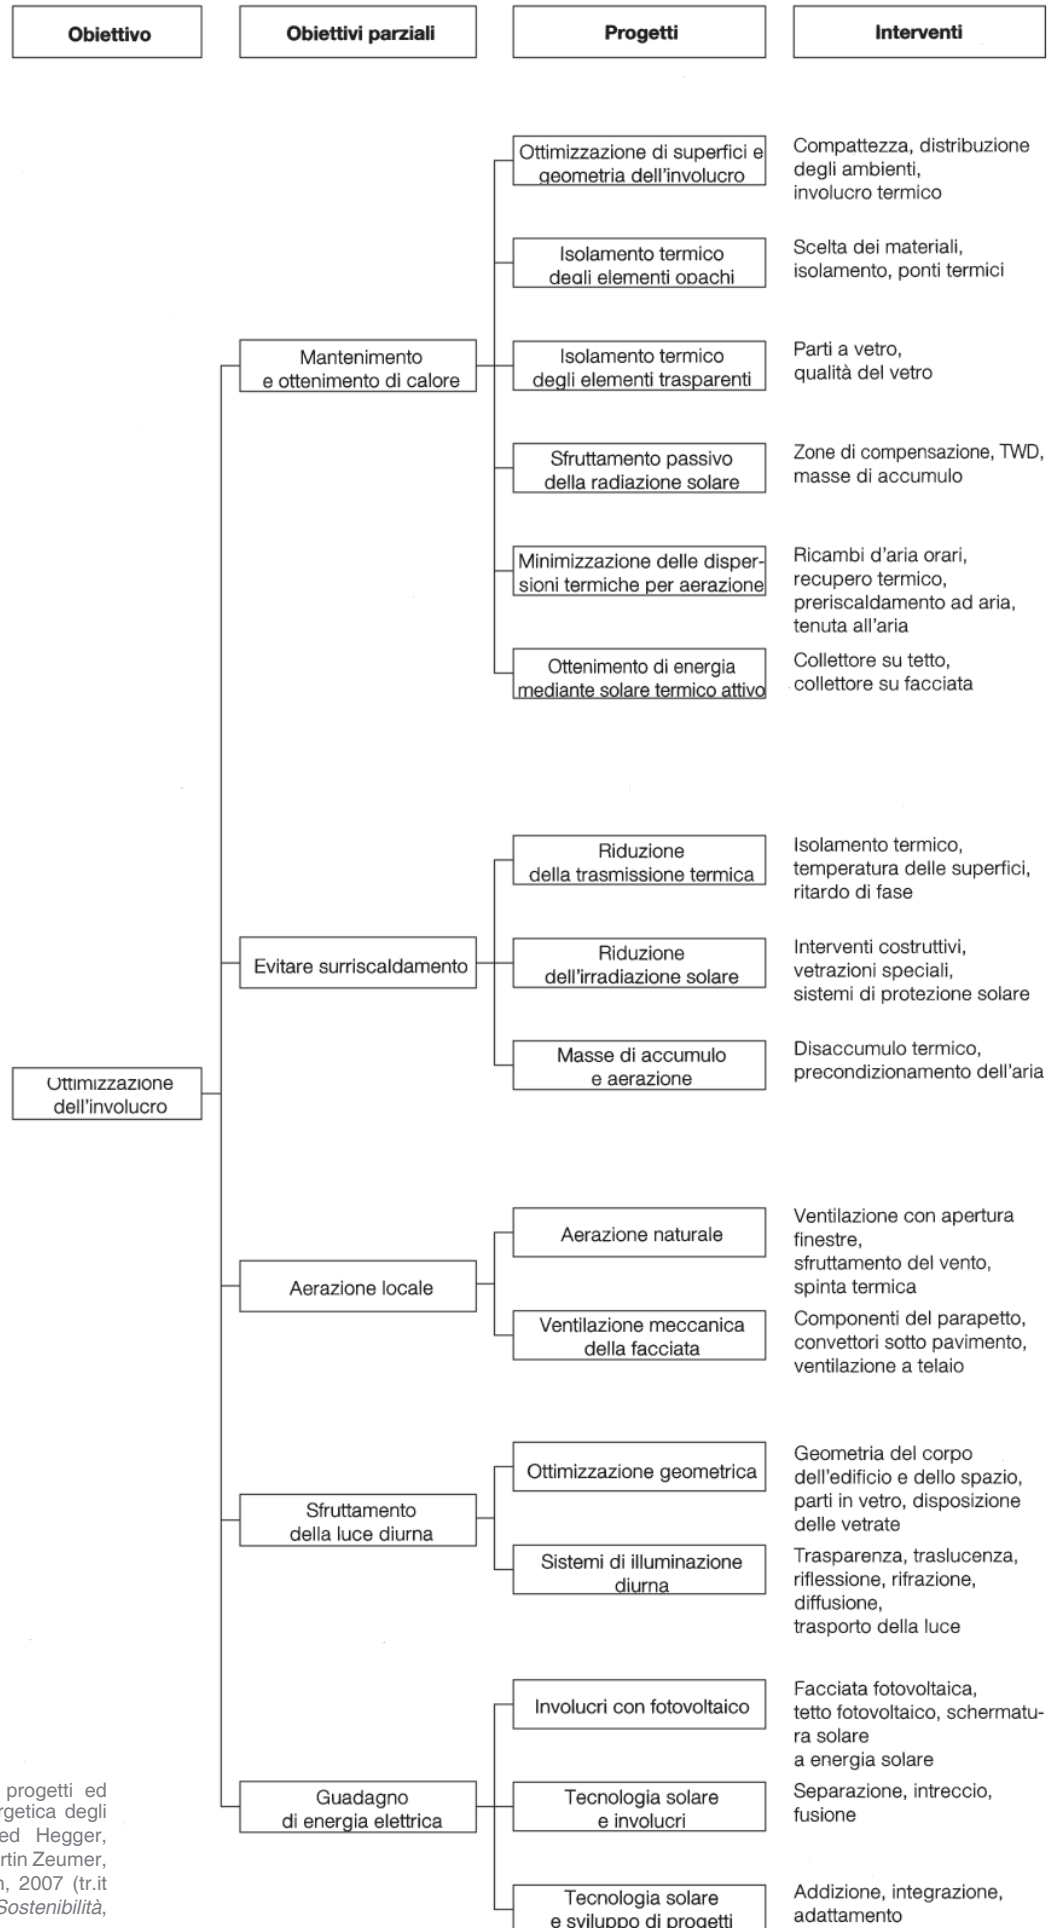 Obiettivo
Obiettivi parziali
Progetti
Interventi
Ottimizzazione
dell'involucro
Mantenimento
e ottenimento di calore
Ottimizzazione di superfici e
geometria dell'involucro
Compattezza, distribuzione
degli ambienti,
involucro termico
Isolamento termico
degli elementi opachi
Scelta dei materiali,
isolamento, ponti termici
Isolamento termico
degli elementi trasparenti
Parti a vetro,
qualità del vetro
Sfruttamento passivo
della radiazione solare
Zone di compensazione, TWD,
masse di accumulo
Minimizzazione delle disper-
sioni termiche per aerazione
Ricambi d'aria orari,
recupero termico,
preriscaldamento ad aria,
tenuta all'aria
Ottenimento di energia
mediante solare termico attivo
Collettore su tetto,
collettore su facciata
Evitare surriscaldamento
Riduzione
della trasmissione termica
Isolamento termico,
temperatura delle superfici,
ritardo di fase
Riduzione
dell'irradiazione solare
Interventi costruttivi,
vetrazioni speciali,
sistemi di protezione solare
Masse di accumulo
e aerazione
Disaccumulo termico,
precondizionamento dell'aria
Aerazione locale
Aerazione naturale
Ventilazione con apertura
finestre,
sfruttamento del vento,
spinta termica
Ventilazione meccanica
della facciata
Componenti del parapetto,
convettori sotto pavimento,
ventilazione a telaio
Sfruttamento
della luce diurna
Ottimizzazione geometrica
Geometria del corpo
dell'edificio e dello spazio,
parti in vetro, disposizione
delle vetrate
Sistemi di illuminazione
diurna
Trasparenza, traslucenza,
riflessione, rifrazione,
diffusione,
trasporto della luce
Guadagno
di energia elettrica
Involucri con fotovoltaico
Facciata fotovoltaica,
tetto fotovoltaico, schermatu-
ra solare
a energia solare
Tecnologia solare
e involucri
Separazione, intreccio,
fusione
Tecnologia solare
e sviluppo di progetti
Addizione, integrazione,
adattamento
progetti ed
rgetica degli
ed Hegger,
rtin Zeumer,
n, 2007 (tr.it
Sostenibilità,